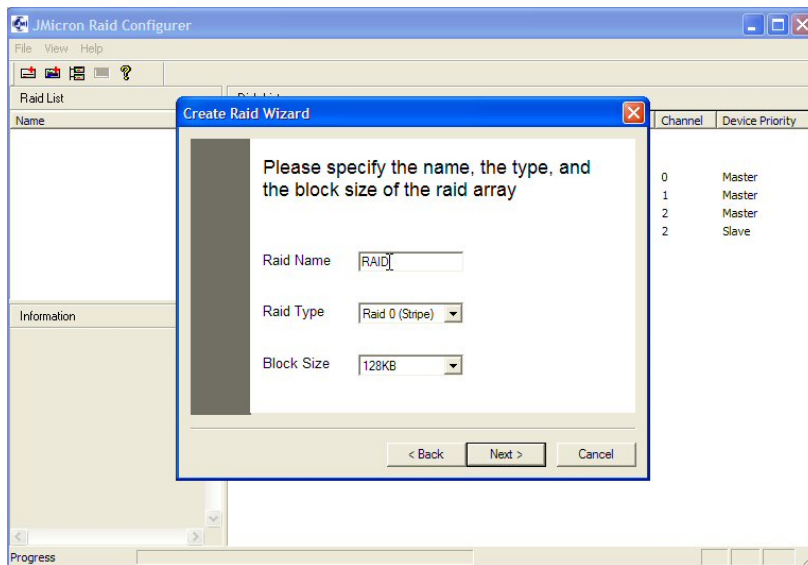 JMicron Raid Configurer
File View Help
Raid List
Name
Channel Device Priority
0 Master
1 Master
2 Master
2 Slave
Create Raid Wizard
Please specify the name, the type, and
the block size of the raid array
Raid Name RAID
Raid Type Raid 0 (Stripe)
Block Size 128KB
< Back Next > Cancel
Information
Progress